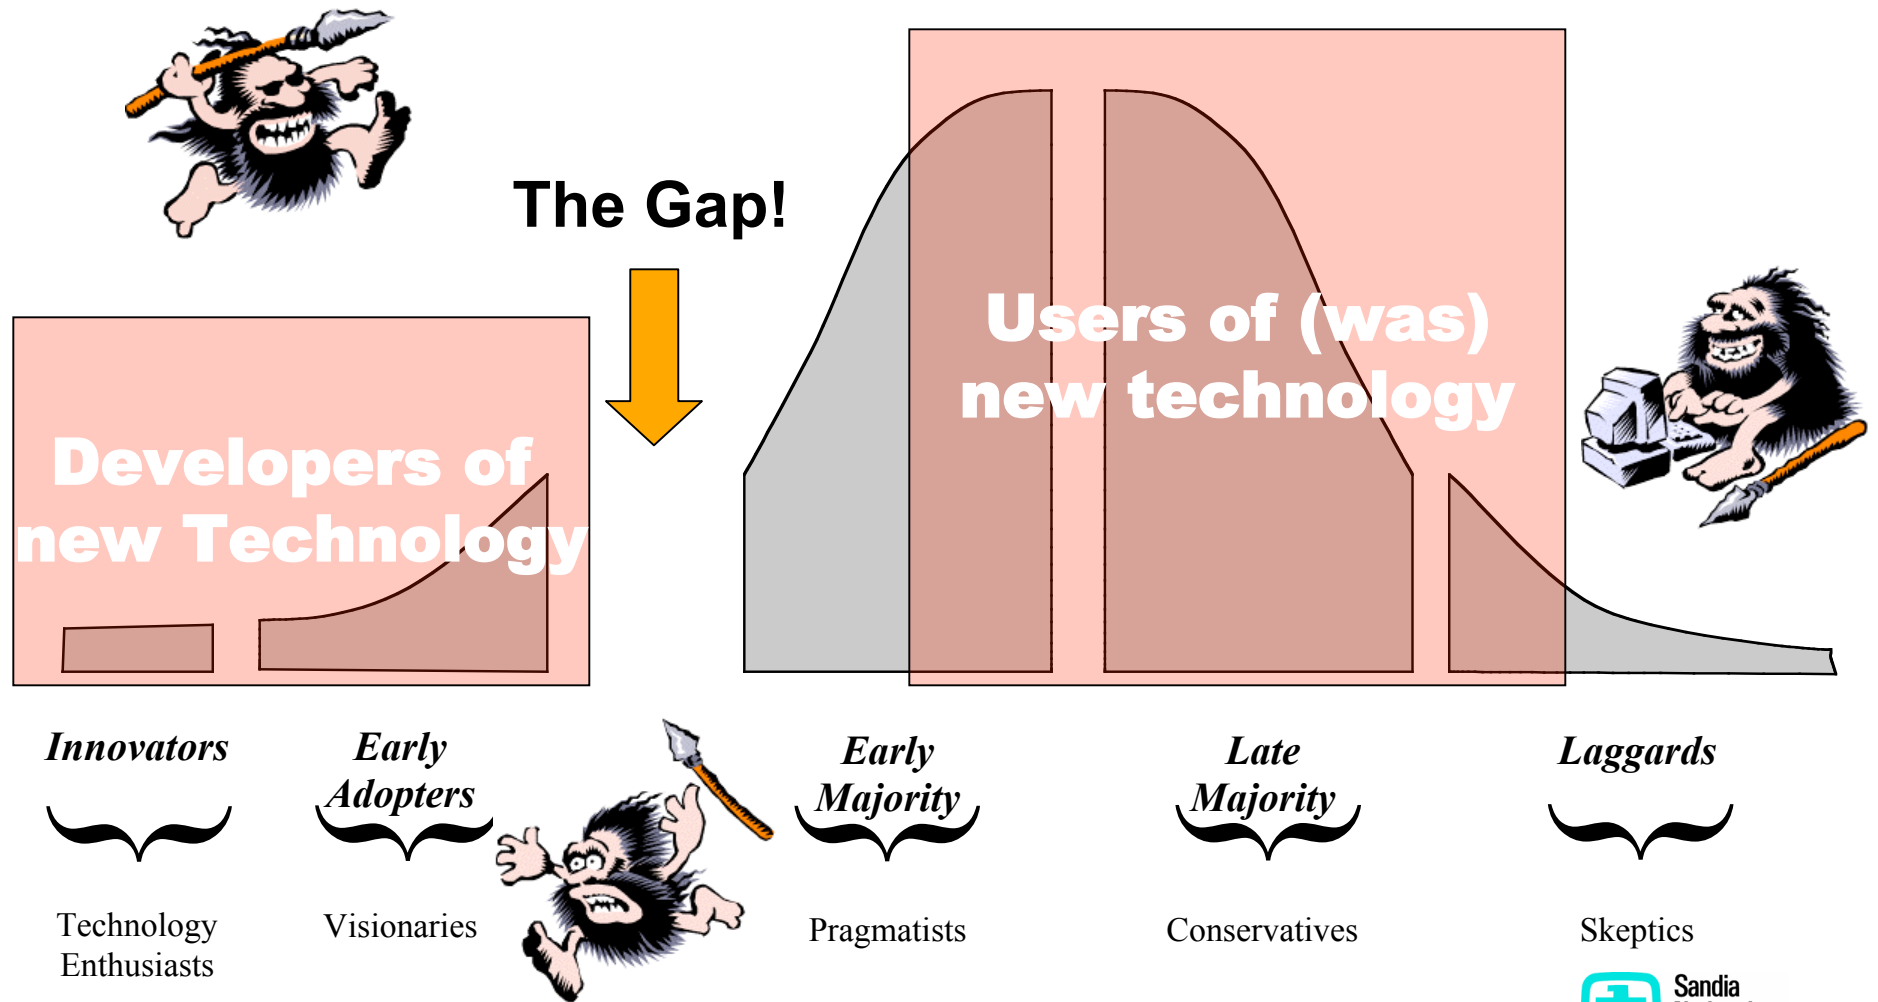 The Gap!
Users of (was)
new technology
Developers of
new Technology
Innovators
Early
Adopters
Early
Majority
Late
Majority
Laggards
Technology
Enthusiasts
Visionaries
Pragmatists
Conservatives
Skeptics
Sandia